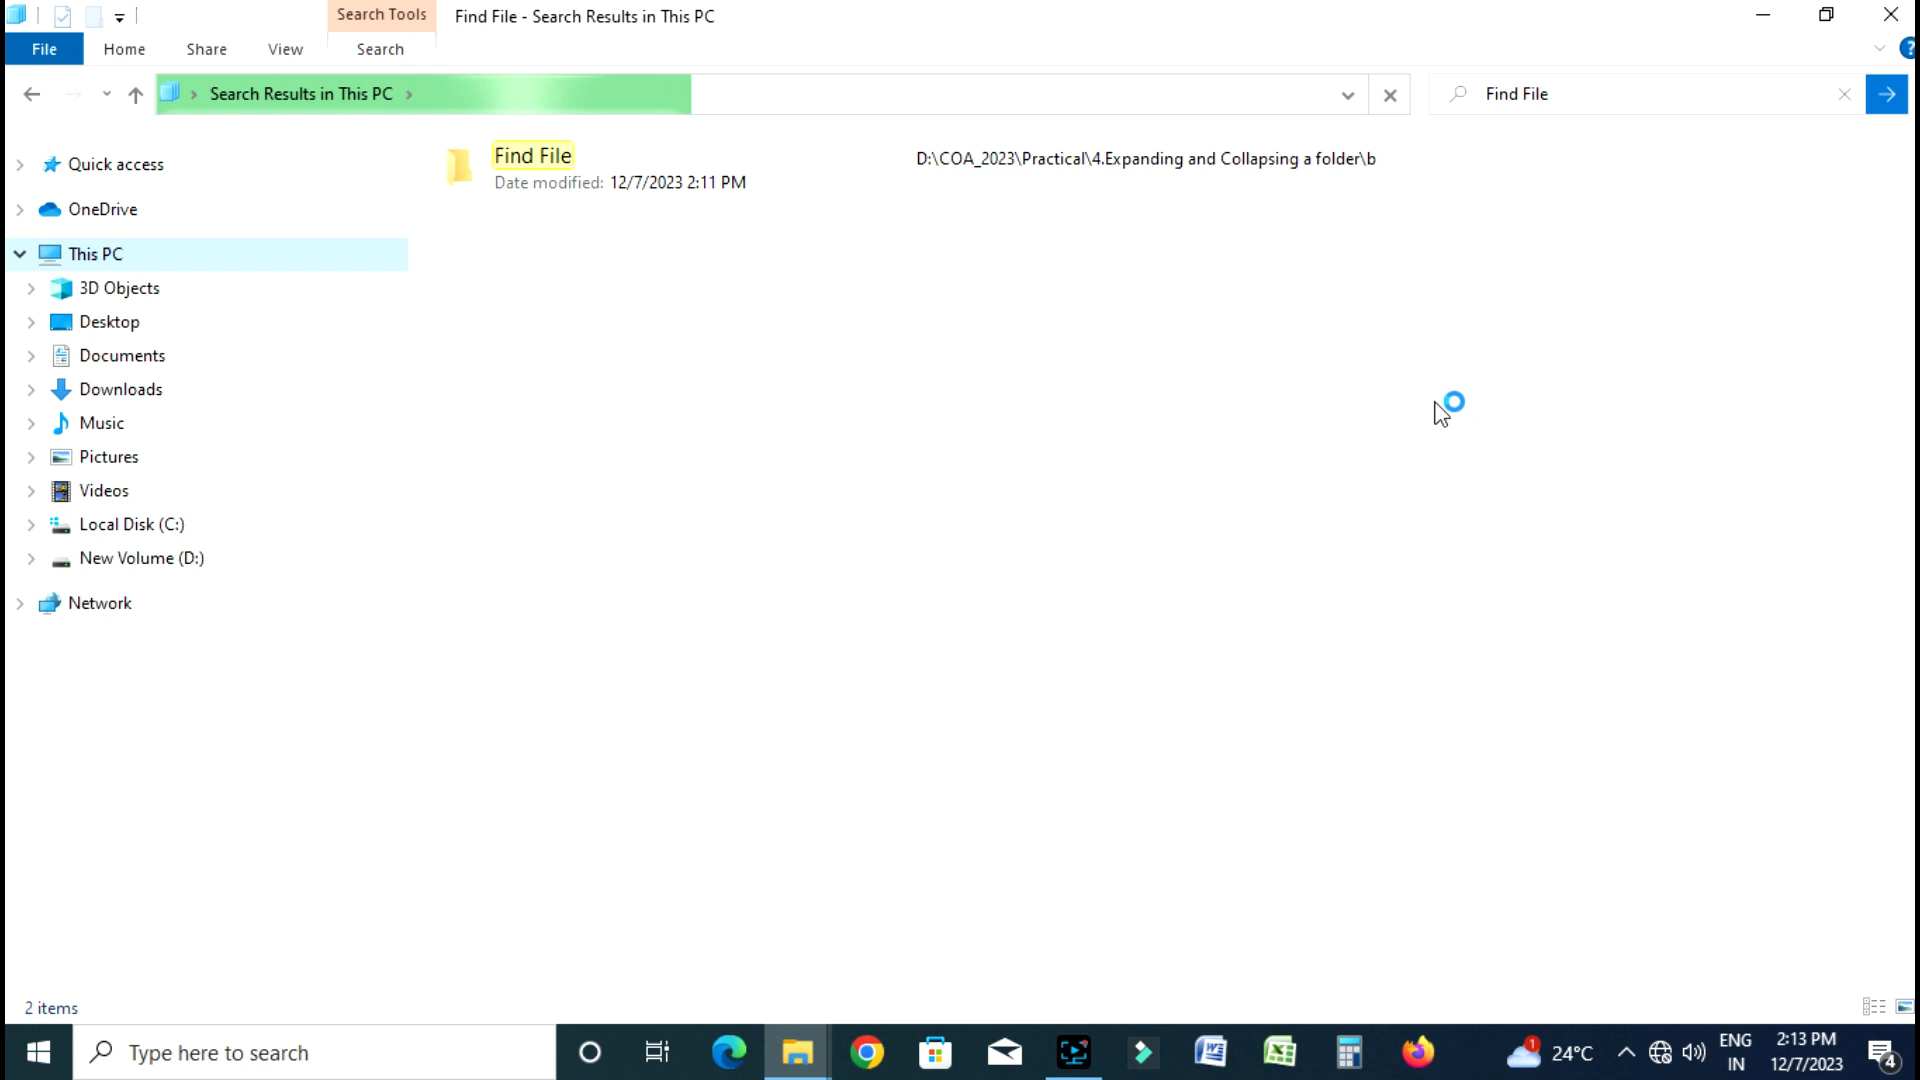 Search Tools
Find File - Search Results in This PC
File
Home
Share
View
Search
?
Search Results in This PC
Find File
Quick access
OneDrive
This PC
3D Objects
Desktop
Documents
Downloads
Music
Pictures
Videos
Local Disk (C:)
New Volume (D:)
Network
Find File
Date modified: 12/7/2023 2:11 PM
D:\COA_2023\Practical\4.Expanding and Collapsing a folder\b
2 items
Type here to search
1
24°C
ENG
IN
2:13 PM
12/7/2023
4